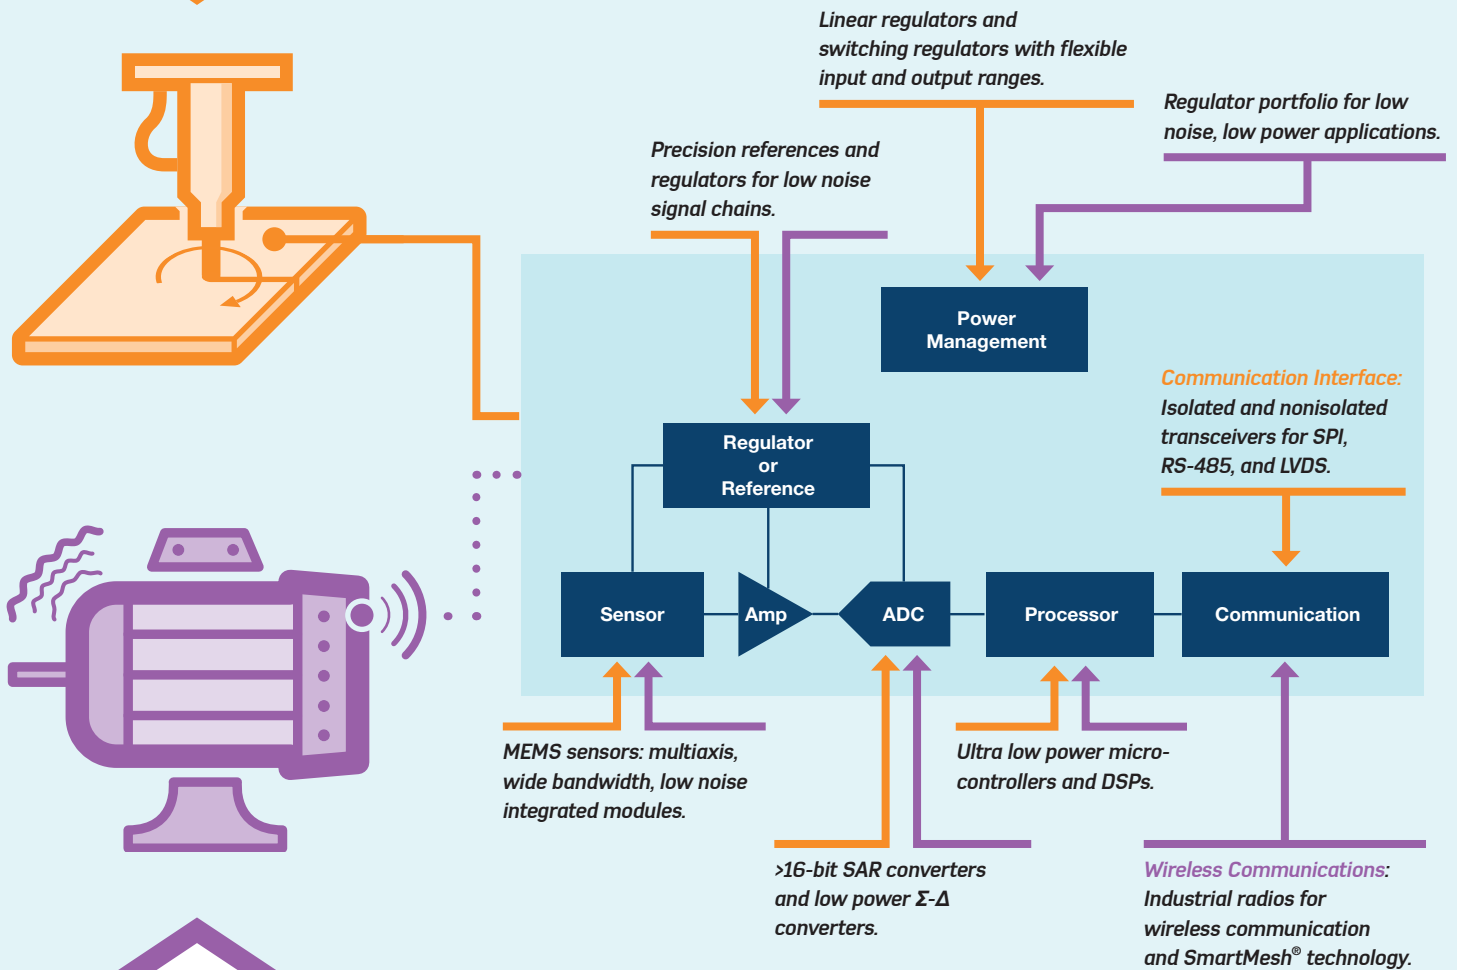 Linear regulators and
switching regulators with flexible
input and output ranges.
Regulator portfolio for low
noise, low power applications.
Precision references and
regulators for low noise
signal chains.
Power
Management
Communication Interface:
Isolated and nonisolated
transceivers for SPI,
RS-485, and LVDS.
Regulator
or
Reference
Sensor
Amp
ADC
Processor
Communication
MEMS sensors: multiaxis,
wide bandwidth, low noise
integrated modules.
Ultra low power micro-
controllers and DSPs.
>16-bit SAR converters
and low power Σ-Δ
converters.
Wireless Communications:
Industrial radios for
wireless communication
and SmartMesh® technology.